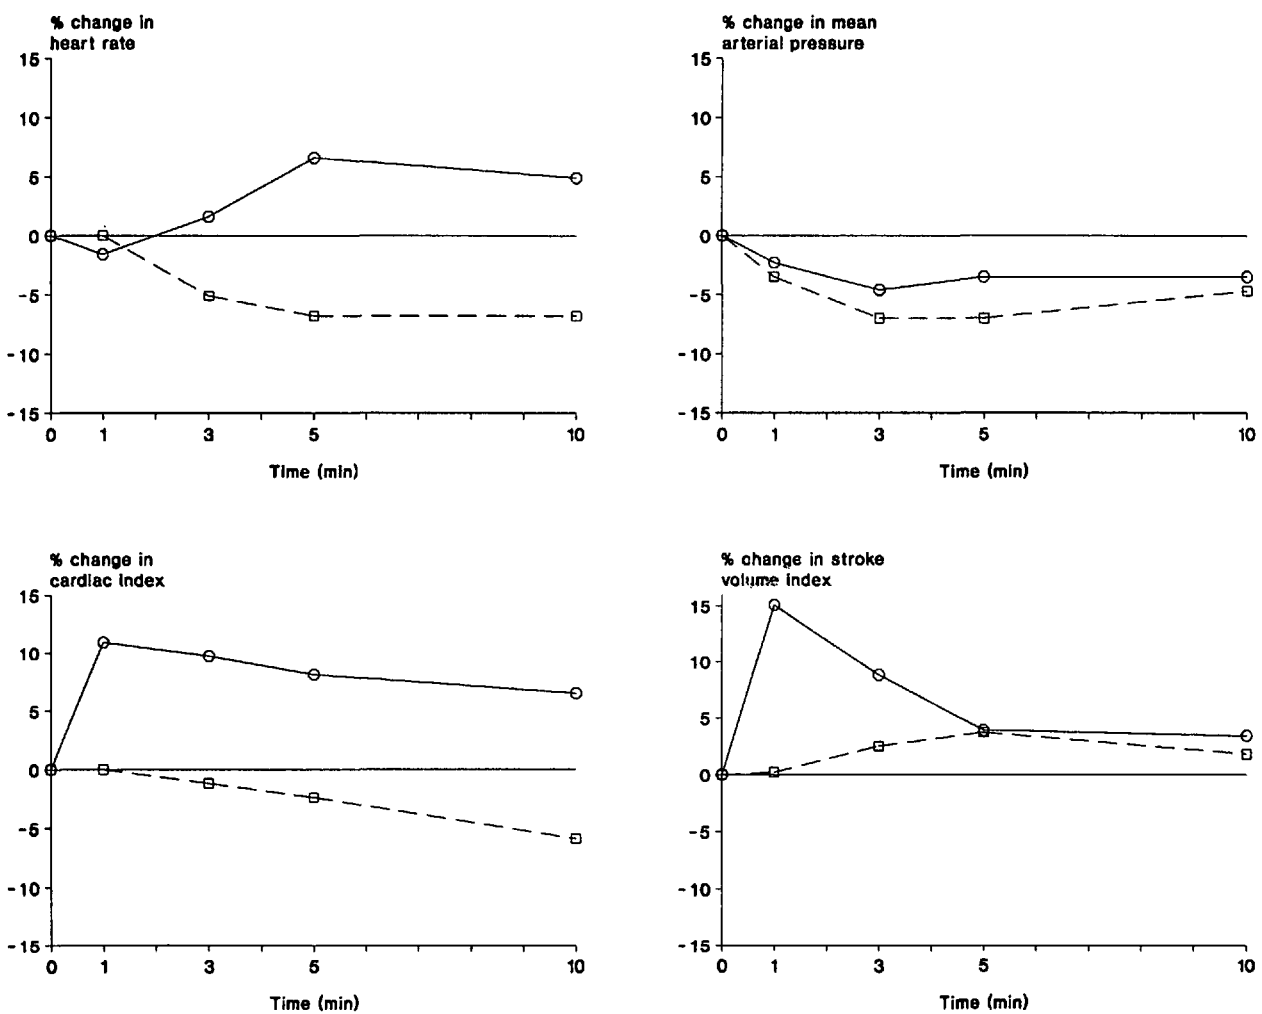 % change in
heart rate
15
10
5
0
-5
-10
-15
0 1 3 5 10
Time (min)
% change in mean
arterial pressure
15
10
5
0
-5
-10
-15
0 1 3 5 10
Time (min)
% change in
cardiac index
15
10
5
0
-5
-10
-15
0 1 3 5 10
Time (min)
% change in stroke
volume index
15
10
5
0
-5
-10
-15
0 1 3 5 10
Time (min)